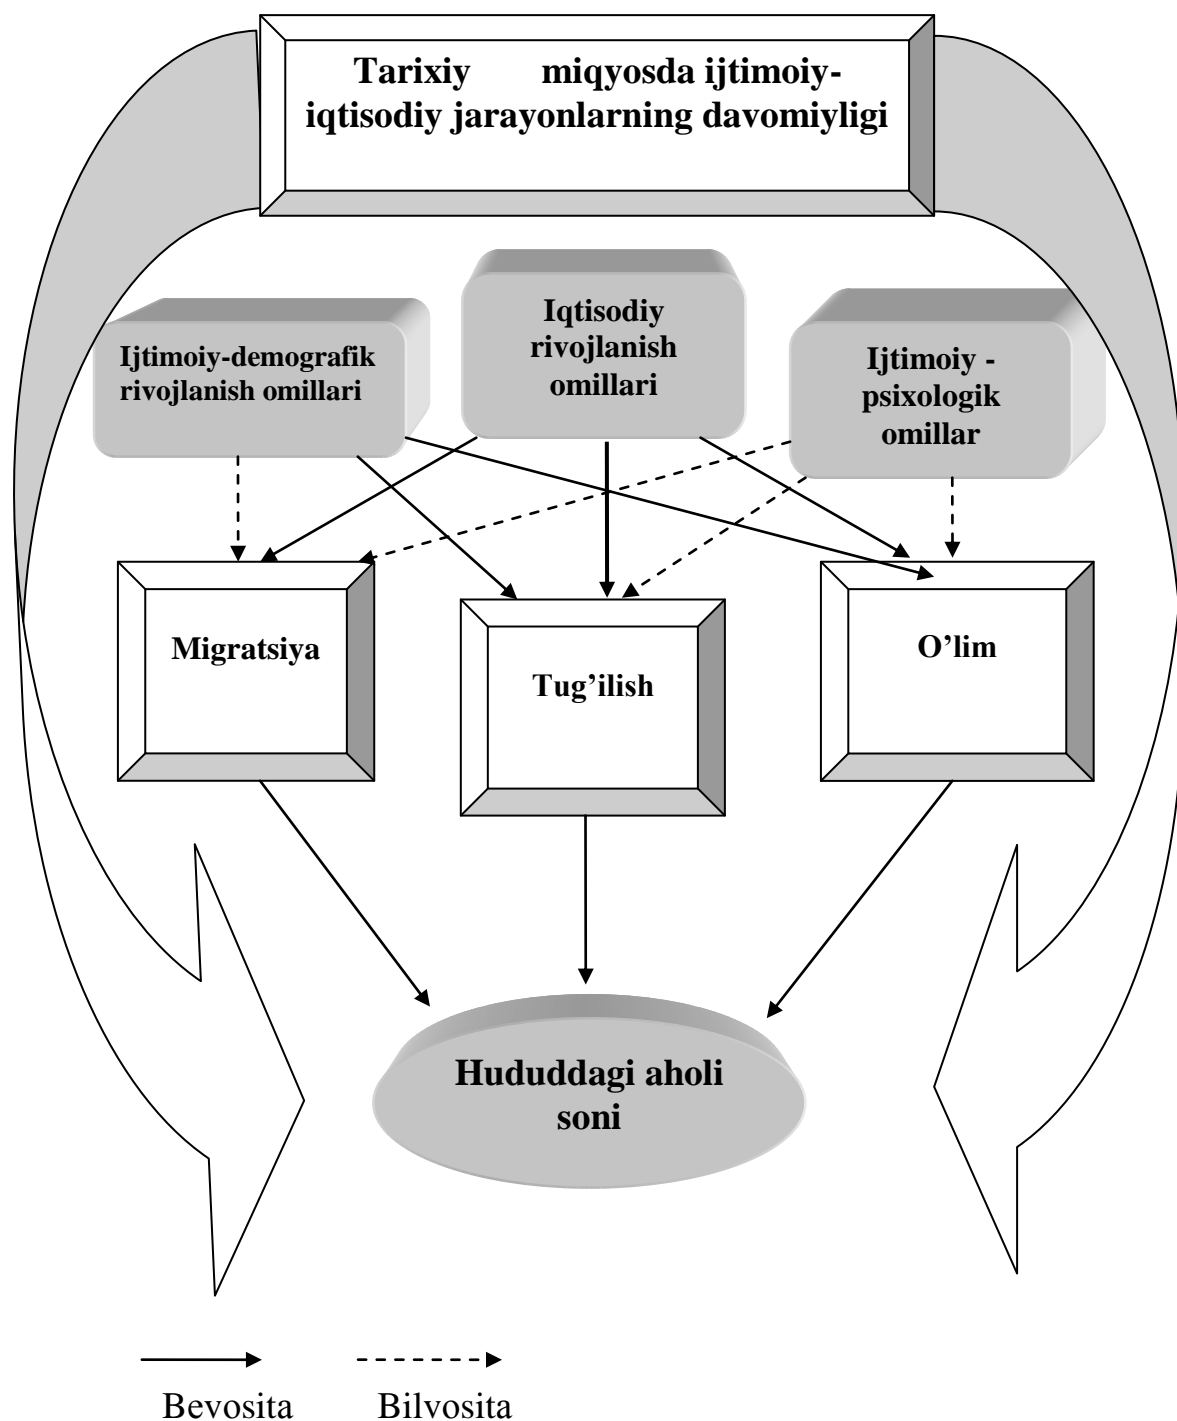 Tarixiy miqyosda ijtimoiy-
iqtisodiy jarayonlarning davomiyligi
Ijtimoiy-demografik
rivojlanish omillari
Iqtisodiy
rivojlanish
omillari
Ijtimoiy -
psixologik
omillar
Migratsiya
Tug’ilish
O’lim
Hududdagi aholi
soni
Bevosita Bilvosita